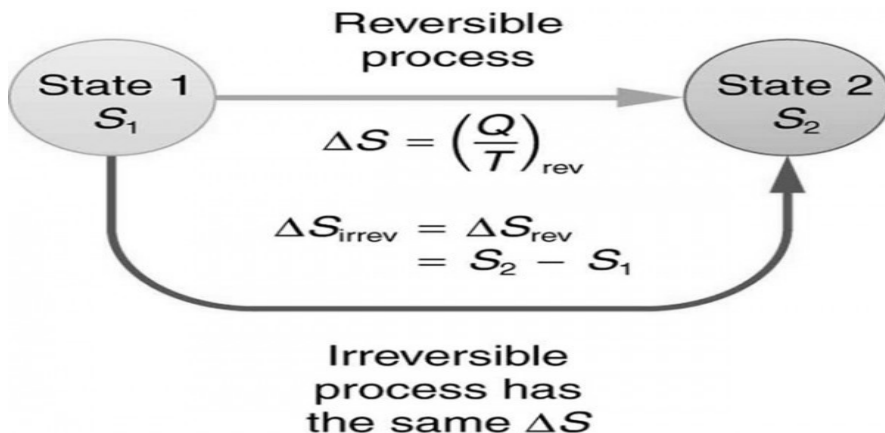 Reversible
process
State 1
S₁
State 2
S₂
ΔS = (Q/T)rev
ΔSirrev = ΔSrev
= S₂ − S₁
Irreversible
process has
the same ΔS